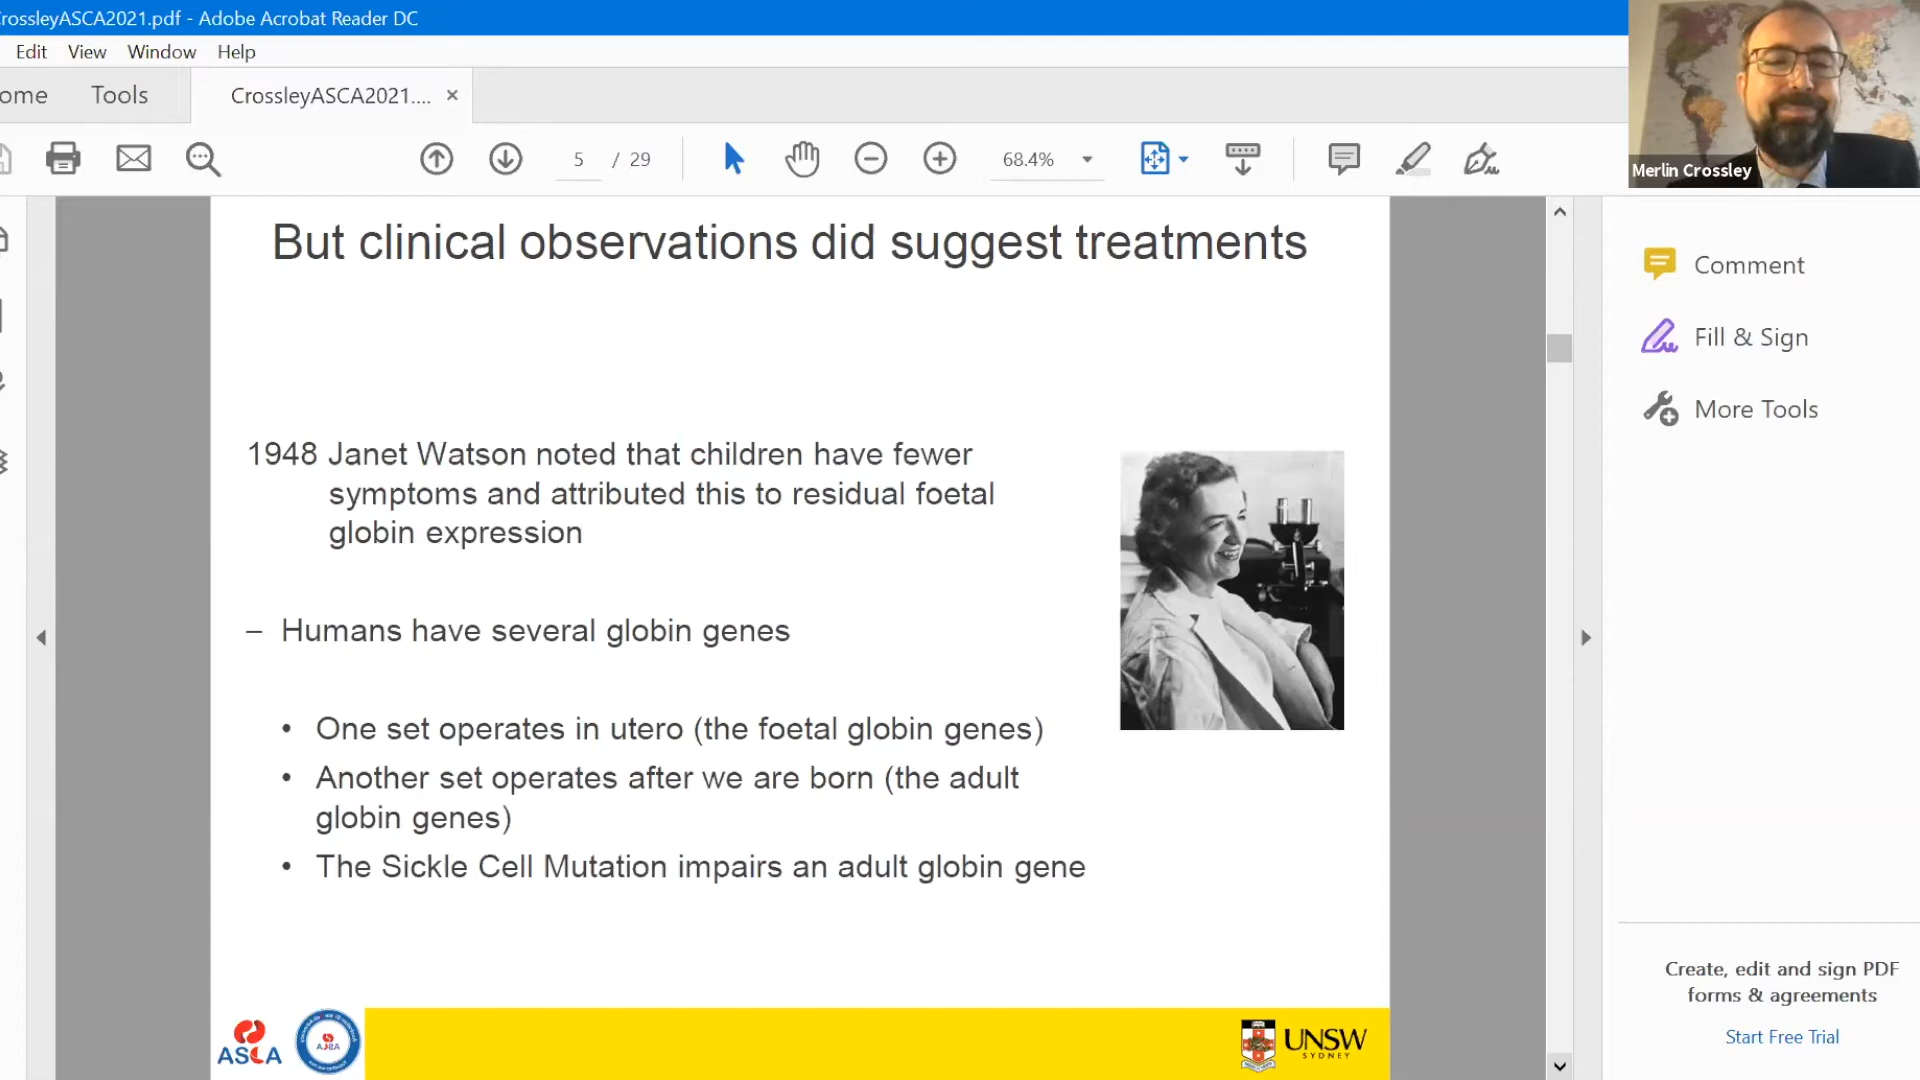 rossleyASCA2021.pdf - Adobe Acrobat Reader DC
Edit View Window Help
ome Tools CrossleyASCA2021.... ×
5 / 29 68.4%
Merlin Crossley
But clinical observations did suggest treatments
Comment
Fill & Sign
More Tools
1948 Janet Watson noted that children have fewer
symptoms and attributed this to residual foetal
globin expression
– Humans have several globin genes
• One set operates in utero (the foetal globin genes)
• Another set operates after we are born (the adult
globin genes)
• The Sickle Cell Mutation impairs an adult globin gene
Create, edit and sign PDF
forms & agreements
Start Free Trial
ASCA
UNSW
SYDNEY